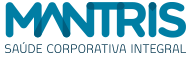 MANTRIS
SAÚDE CORPORATIVA INTEGRAL